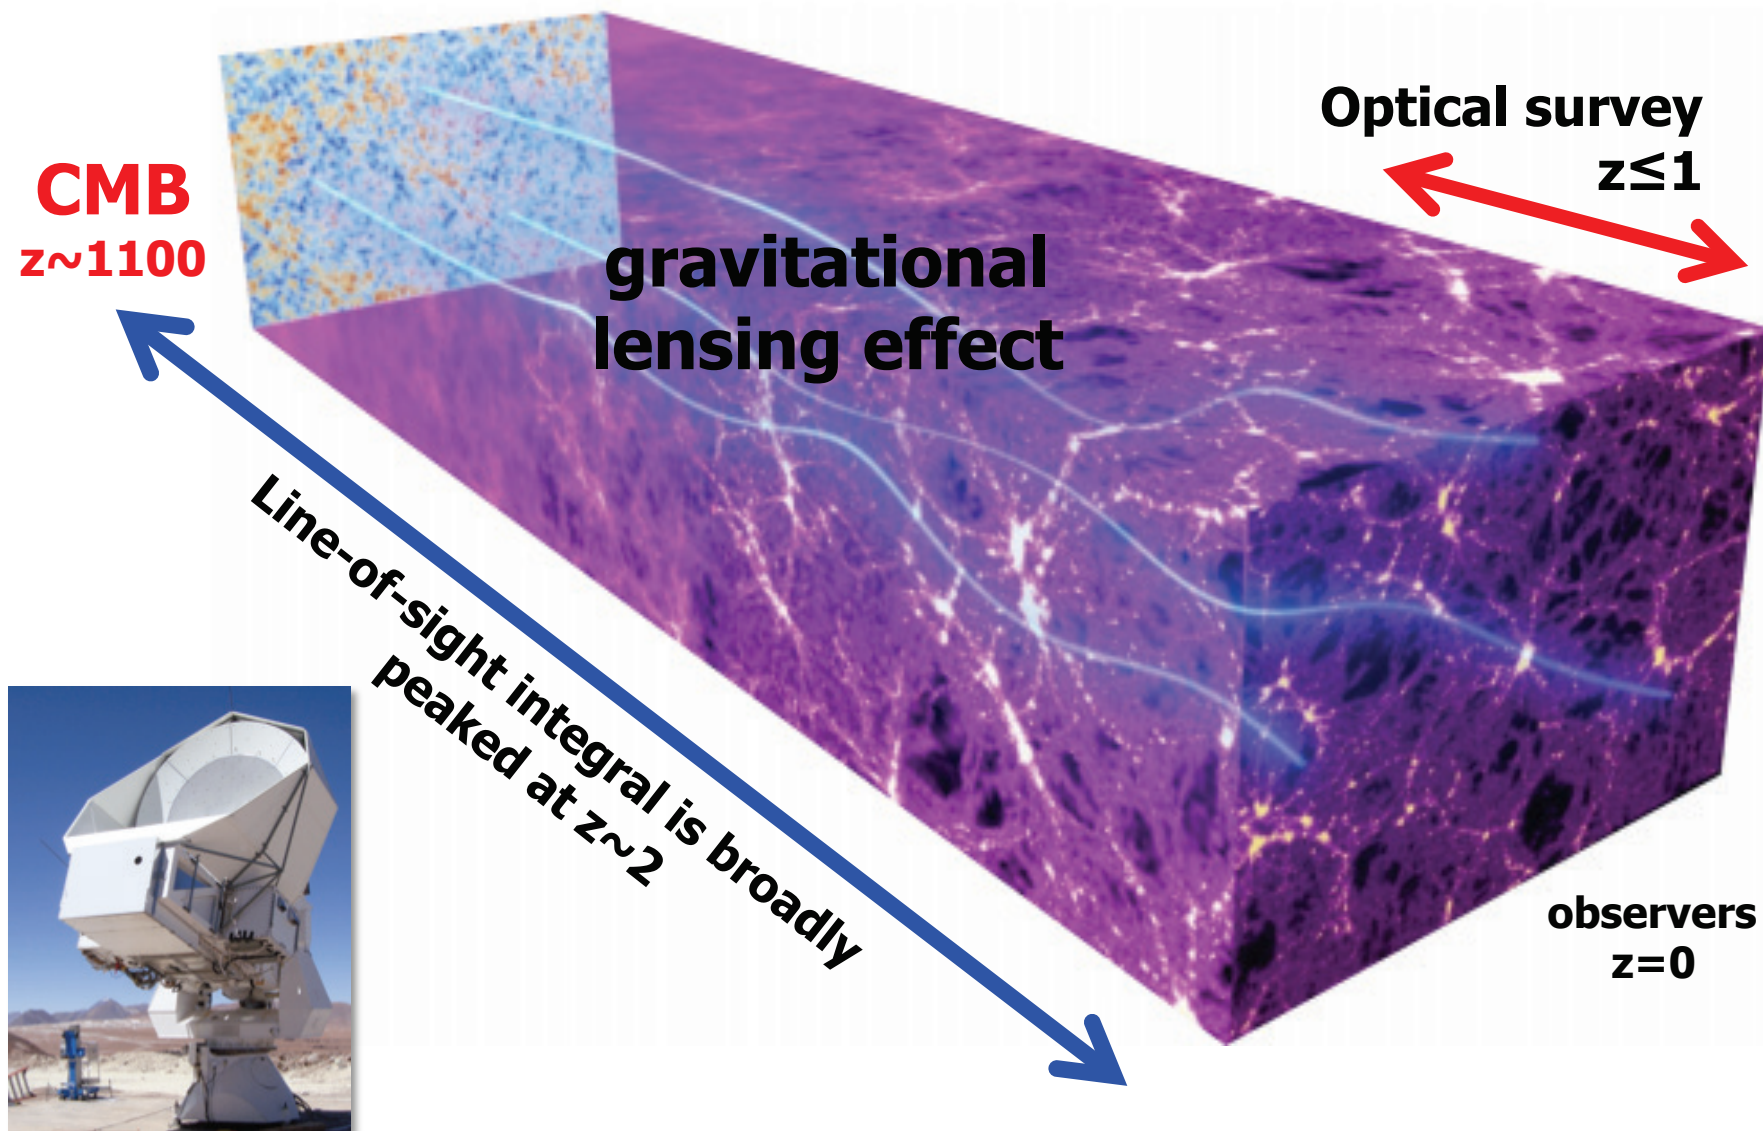 Optical survey
z≤1
CMB
z~1100
gravitational
lensing effect
Line-of-sight integral is broadly
peaked at z~2
observers
z=0